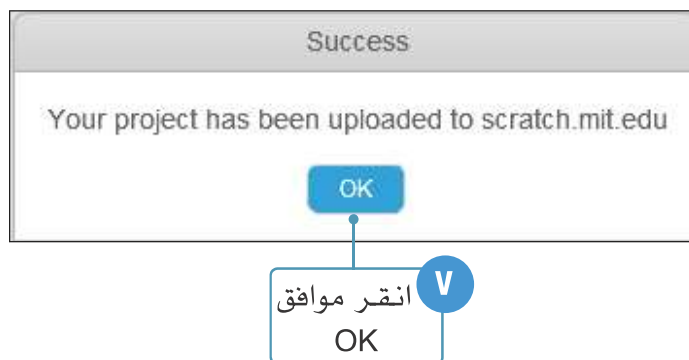 Success
Your project has been uploaded to scratch.mit.edu
OK
٧
انقر موافق
OK